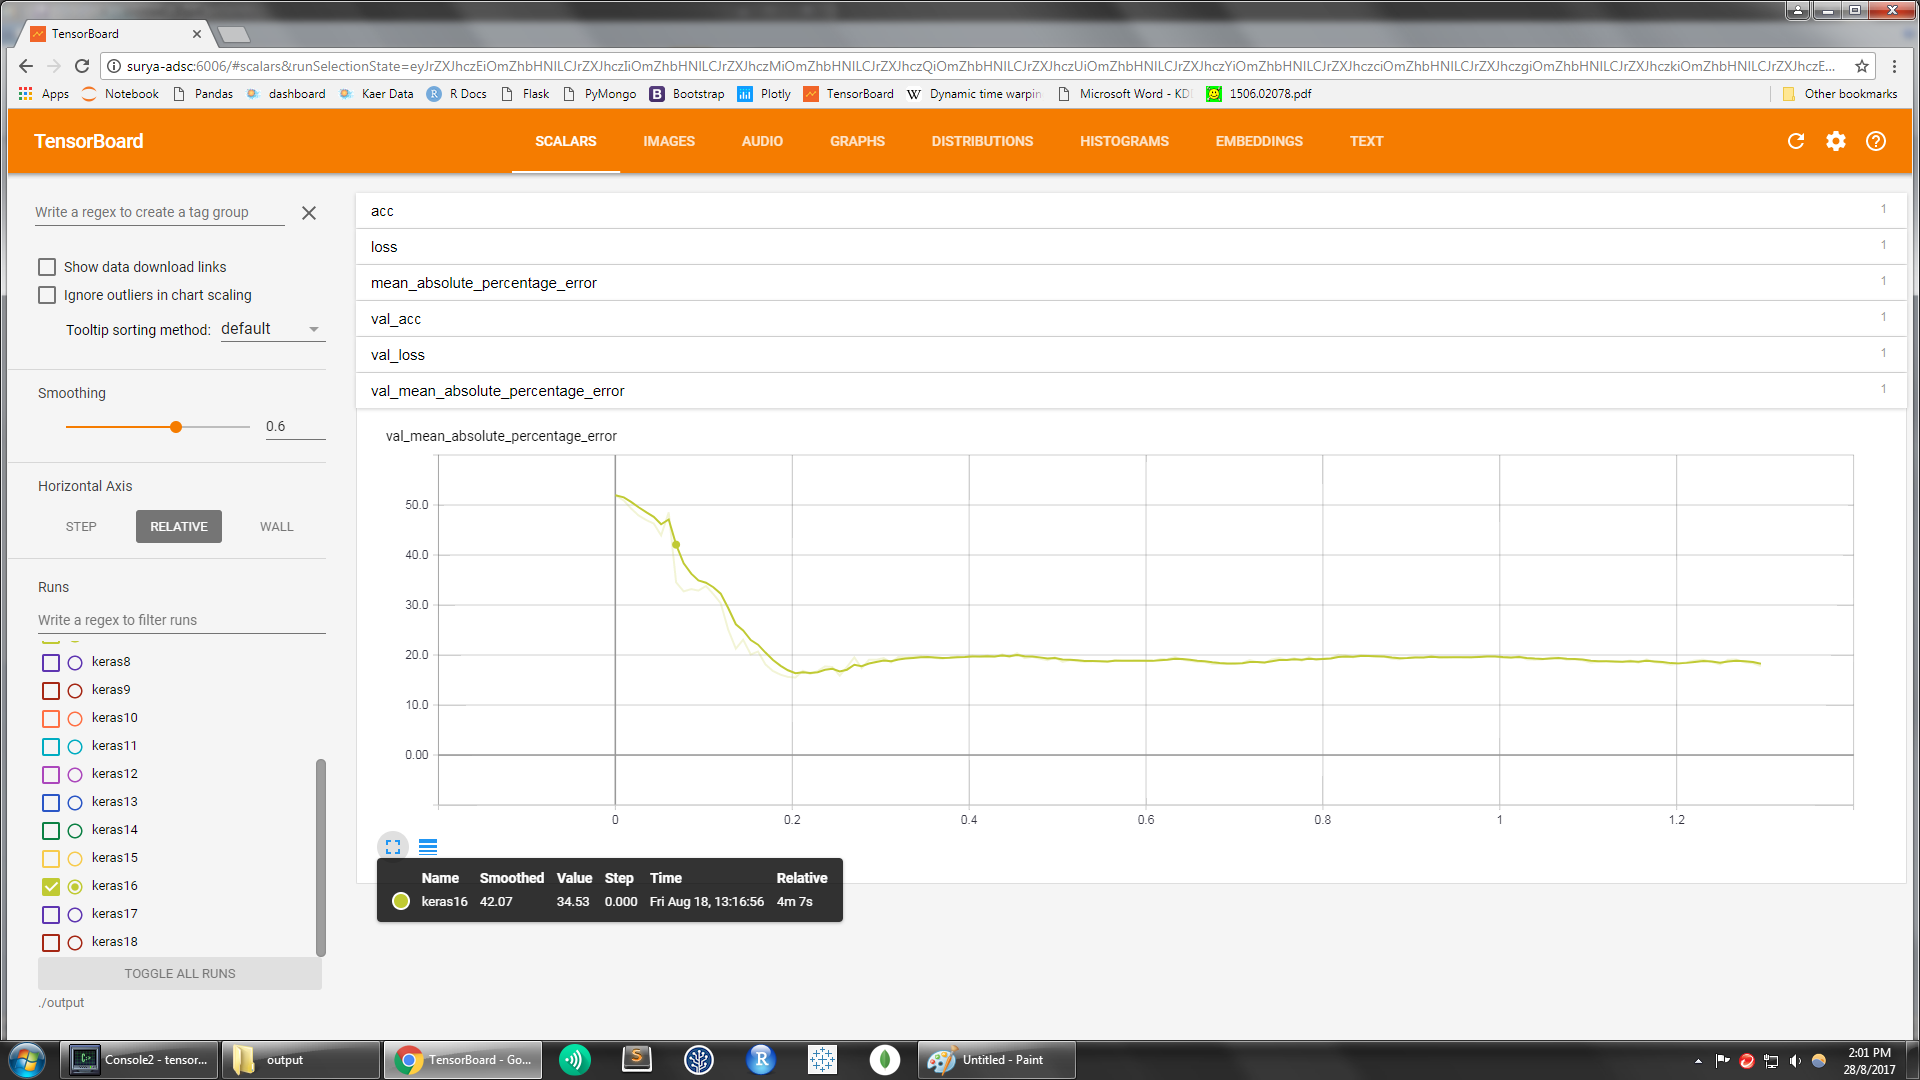 TensorBoard
surya-adsc:6006/#scalars&runSelectionState=eyJrZXJhczEiOmZhbHNlLCJrZXJhczIiOmZhbHNlLCJrZXJhczMiOmZhbHNlLCJrZXJhczQiOmZhbHNlLCJrZXJhczUiOmZhbHNlLCJrZXJhczYiOmZhbHNlLCJrZXJhczciOmZhbHNlLCJrZXJhczgiOmZhbHNlLCJrZXJhczkiOmZhbHNlLCJrZXJhczE...
Apps Notebook Pandas dashboard Kaer Data R Docs Flask PyMongo Bootstrap Plotly TensorBoard W Dynamic time warpin Microsoft Word - KD 1506.02078.pdf Other bookmarks
TensorBoard SCALARS IMAGES AUDIO GRAPHS DISTRIBUTIONS HISTOGRAMS EMBEDDINGS TEXT
Write a regex to create a tag group
Show data download links
Ignore outliers in chart scaling
Tooltip sorting method: default
Smoothing
0.6
Horizontal Axis
STEP RELATIVE WALL
Runs
Write a regex to filter runs
keras8
keras9
keras10
keras11
keras12
keras13
keras14
keras15
keras16
keras17
keras18
TOGGLE ALL RUNS
./output
acc 1
loss 1
mean_absolute_percentage_error 1
val_acc 1
val_loss 1
val_mean_absolute_percentage_error 1
val_mean_absolute_percentage_error
50.0
40.0
30.0
20.0
10.0
0.00
0 0.2 0.4 0.6 0.8 1 1.2
Name Smoothed Value Step Time Relative
keras16 42.07 34.53 0.000 Fri Aug 18, 13:16:56 4m 7s
Console2 - tensor... output TensorBoard - Go... S R Untitled - Paint
2:01 PM
28/8/2017